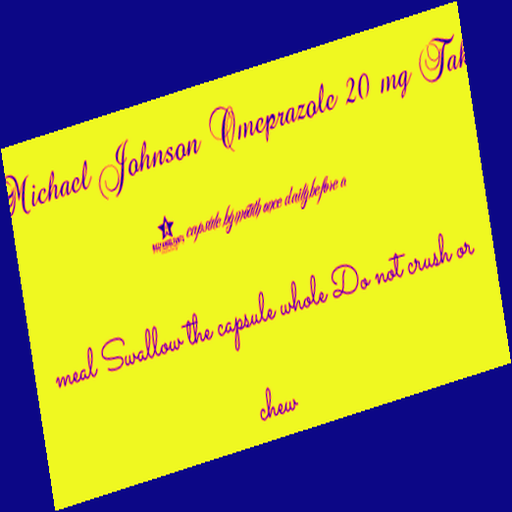 Michael Johnson Omeprazole 20 mg Tak
capsule by mouth once daily before a
meal Swallow the capsule whole Do not crush or
chew